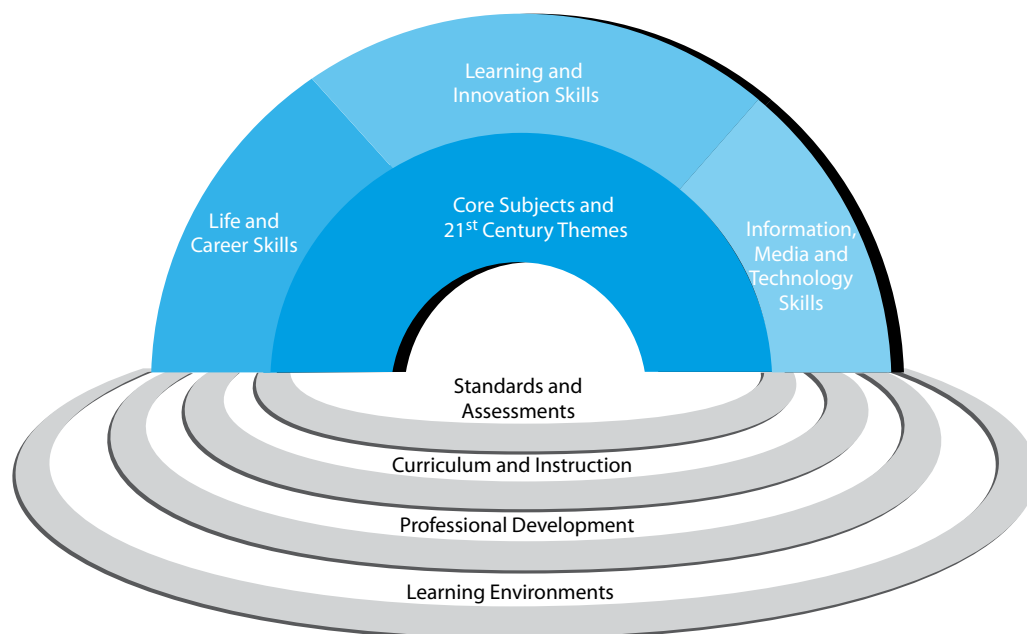 Learning and
Innovation Skills
Core Subjects and
21st Century Themes
Life and
Career Skills
Information,
Media and
Technology
Skills
Standards and
Assessments
Curriculum and Instruction
Professional Development
Learning Environments